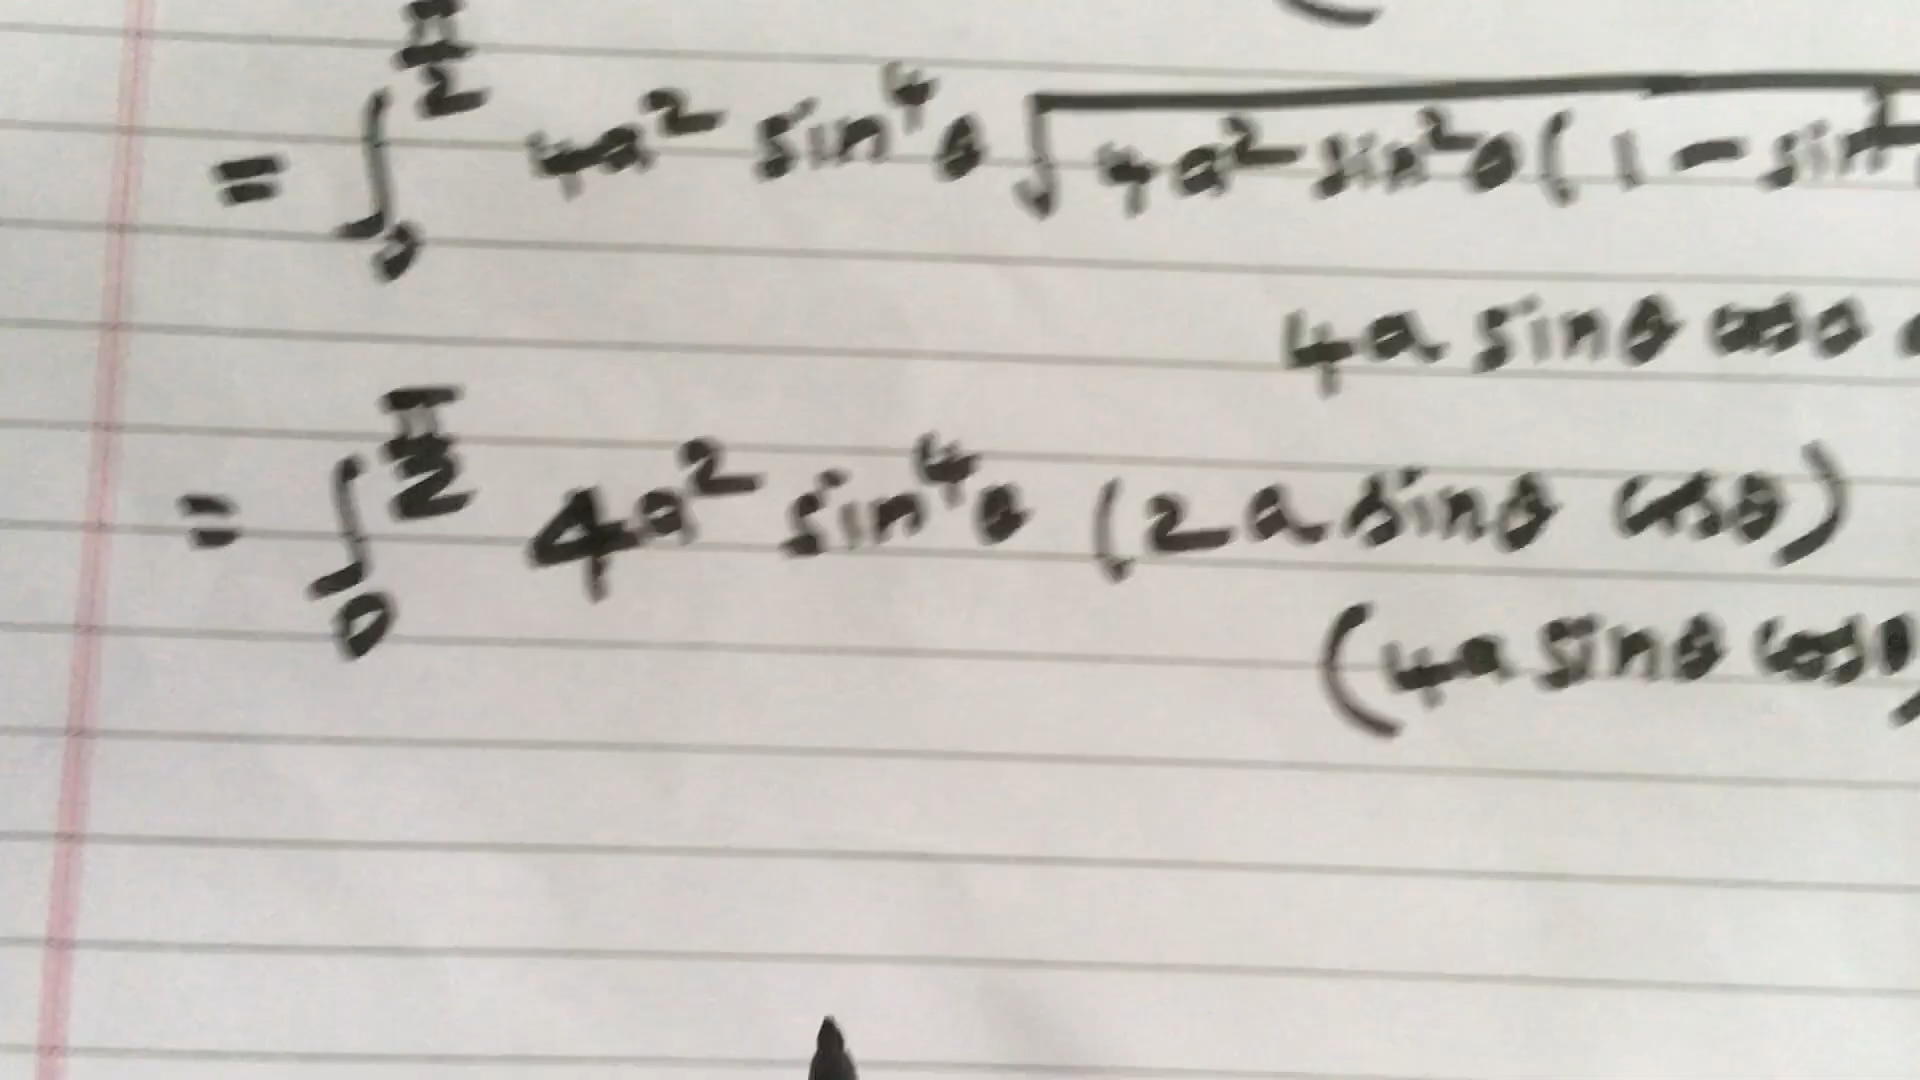 = ∫₀^{π/2} 4a² sin⁴θ √4a² sin²θ(1 − sin²
4a sinθ cosθ
= ∫₀^{π/2} 4a² sin⁴θ (2a sinθ cosθ)
(4a sinθ cosθ)